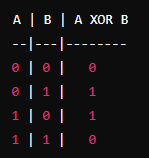 A | B | A XOR B
--|---|--------
0 | 0 |    0
0 | 1 |    1
1 | 0 |    1
1 | 1 |    0